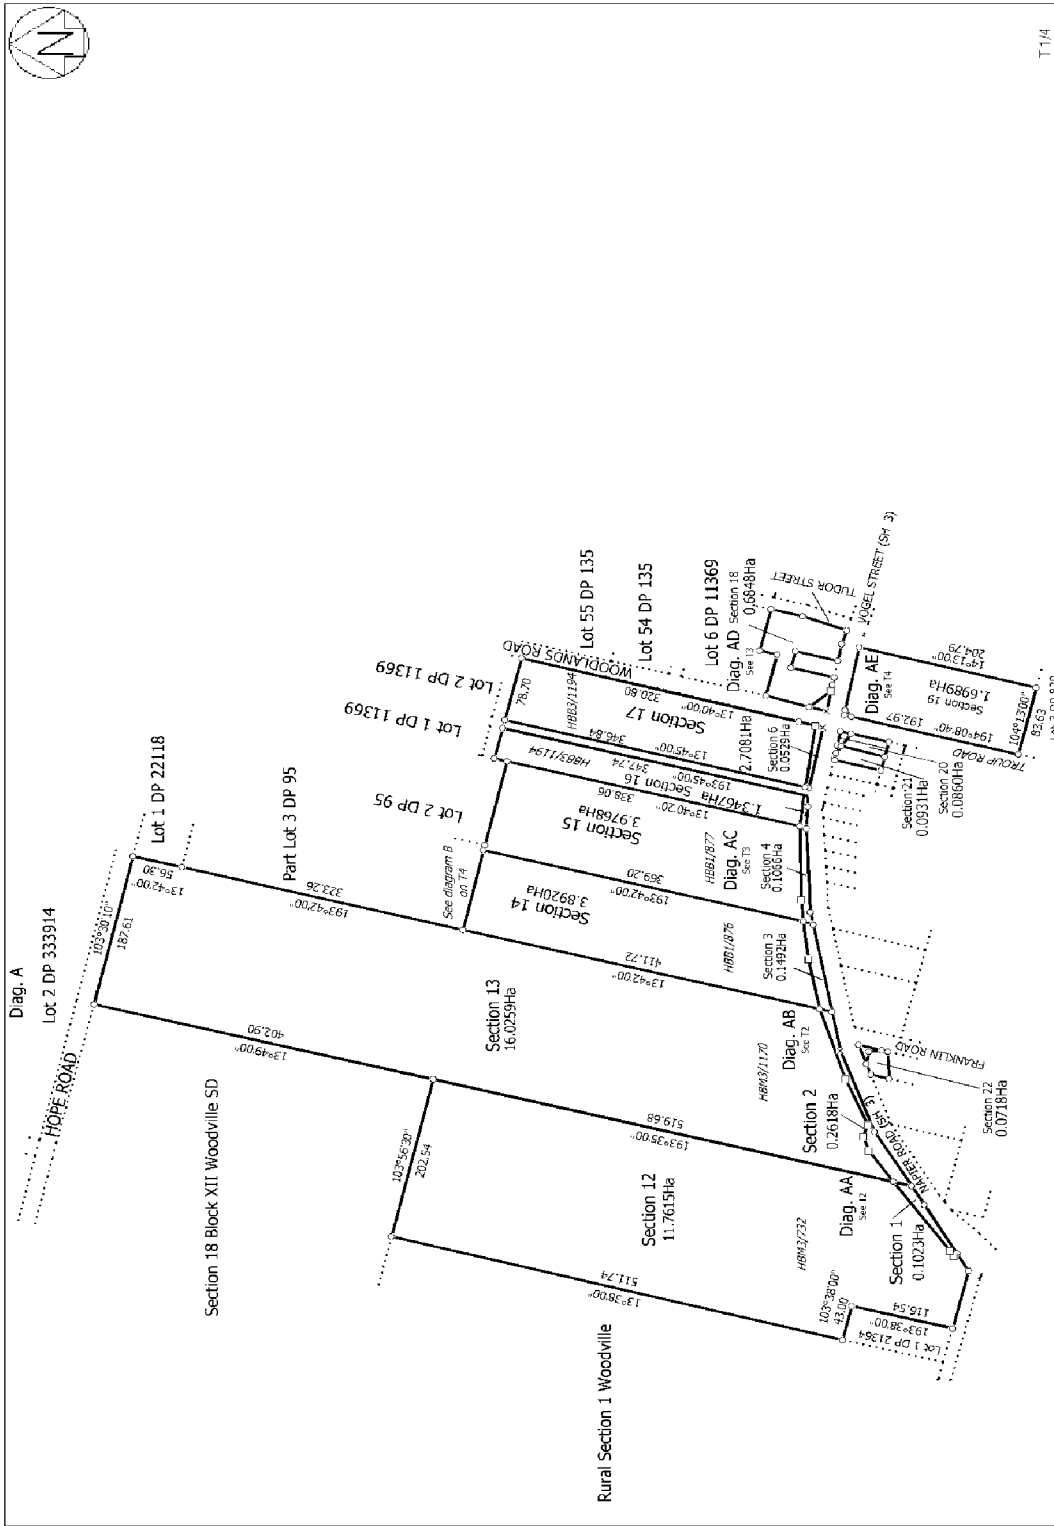 N
T 1/4
Diag. A
Lot 2 DP 333914
HOPE ROAD
103°30'10"
187.61
56.30
13°42'00"
Lot 1 DP 22118
Part Lot 3 DP 95
323.26
193°42'00"
Section 18 Block XII Woodville SD
402.90
13°49'00"
Section 13
16.0259Ha
103°56'30"
202.54
519.68
193°35'00"
Section 12
11.7615Ha
511.74
13°38'00"
Rural Section 1 Woodville
HBM3/732
103°38'00"
43.00
116.54
193°38'00"
Lot 1 DP 21364
Section 1
0.1023Ha
Diag. AA
See T2
Section 2
0.2618Ha
HBM3/1170
Diag. AB
See T2
NAPIER ROAD (SH 3)
FRANKLIN ROAD
Section 22
0.0718Ha
See diagram B
on T4
Lot 2 DP 95
Lot 1 DP 11369
Lot 2 DP 11369
Section 14
3.8920Ha
411.72
13°42'00"
HBB1/876
Section 3
0.1492Ha
Section 15
3.9768Ha
369.20
193°42'00"
HBB1/877
Diag. AC
See T3
Section 4
0.1066Ha
338.06
13°40'20"
HBB3/1194
Section 16
1.3467Ha
347.74
193°45'00"
346.84
13°45'00"
78.70
HBB3/1194
Section 17
2.7081Ha
320.80
13°40'00"
WOODLANDS ROAD
Section 6
0.0529Ha
Lot 55 DP 135
Lot 54 DP 135
Lot 6 DP 11369
Diag. AD
See T3
Section 18
0.6848Ha
TUDOR STREET
VOGEL STREET (SH 3)
Diag. AE
See T4
Section 19
1.6989Ha
204.79
14°13'00"
192.97
194°08'40"
104°13'00"
83.63
TROUP ROAD
Section 21
0.0931Ha
Section 20
0.0860Ha